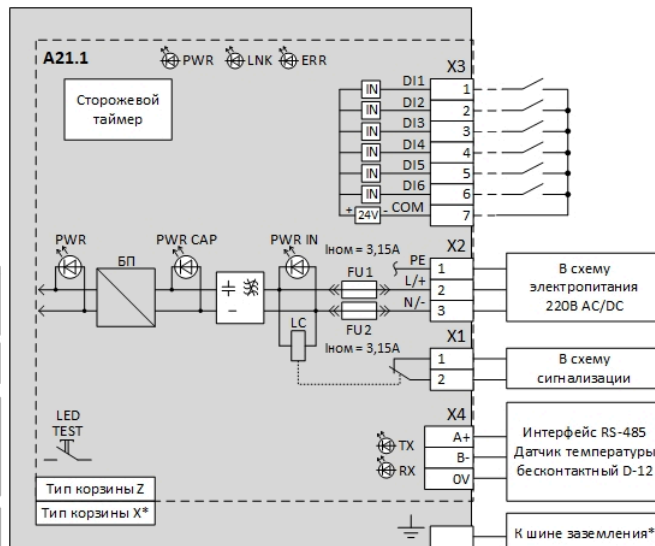 A21.1
PWR
LNK
ERR
Сторожевой
таймер
X3
IN
DI1
1
IN
DI2
2
IN
DI3
3
IN
DI4
4
IN
DI5
5
IN
DI6
6
+
24V
-
COM
7
PWR
БП
PWR CAP
PWR IN
Iном = 3,15А
FU1
FU2
Iном = 3,15А
LC
X2
PE
1
L/+
2
N/-
3
В схему
электропитания
220В AC/DC
X1
1
2
В схему
сигнализации
X4
TX
RX
A+
B-
0V
Интерфейс RS-485
Датчик температуры
бесконтактный D-12
LED
TEST
Тип корзины Z
Тип корзины X*
К шине заземления*